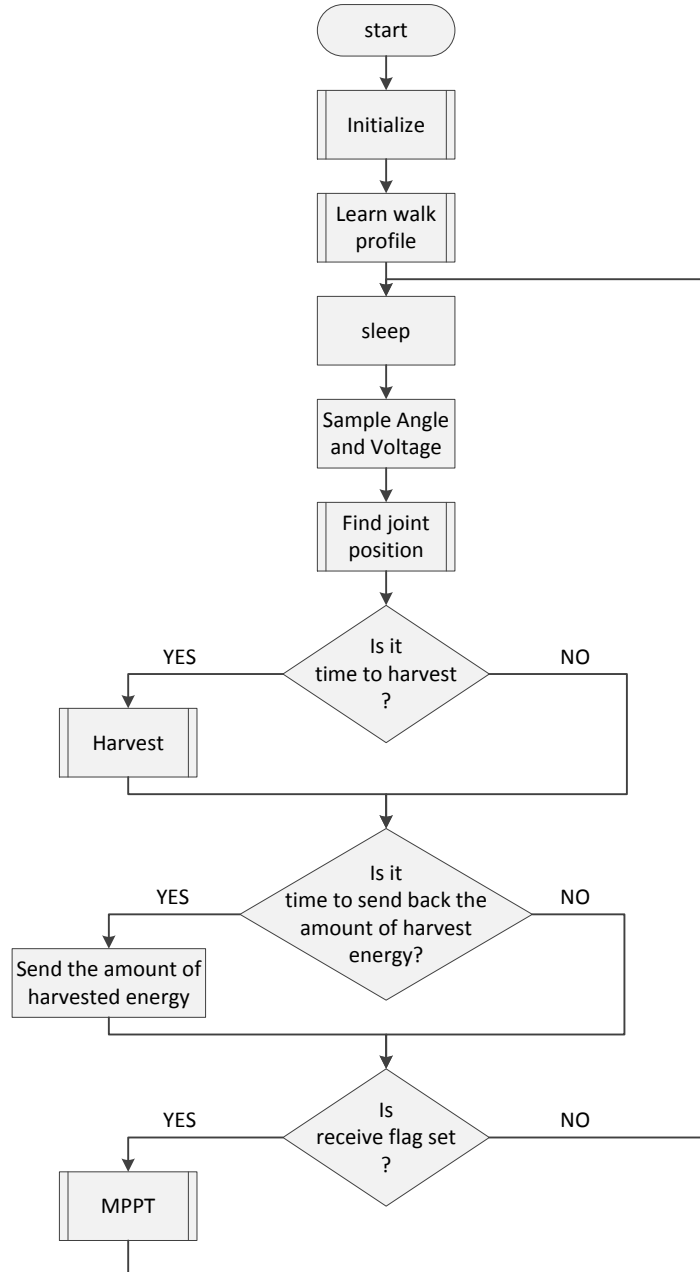 start
Initialize
Learn walk
profile
sleep
Sample Angle
and Voltage
Find joint
position
Is it
time to harvest
?
YES
NO
Harvest
Is it
time to send back the
amount of harvest
energy?
YES
NO
Send the amount of
harvested energy
Is
receive flag set
?
YES
NO
MPPT